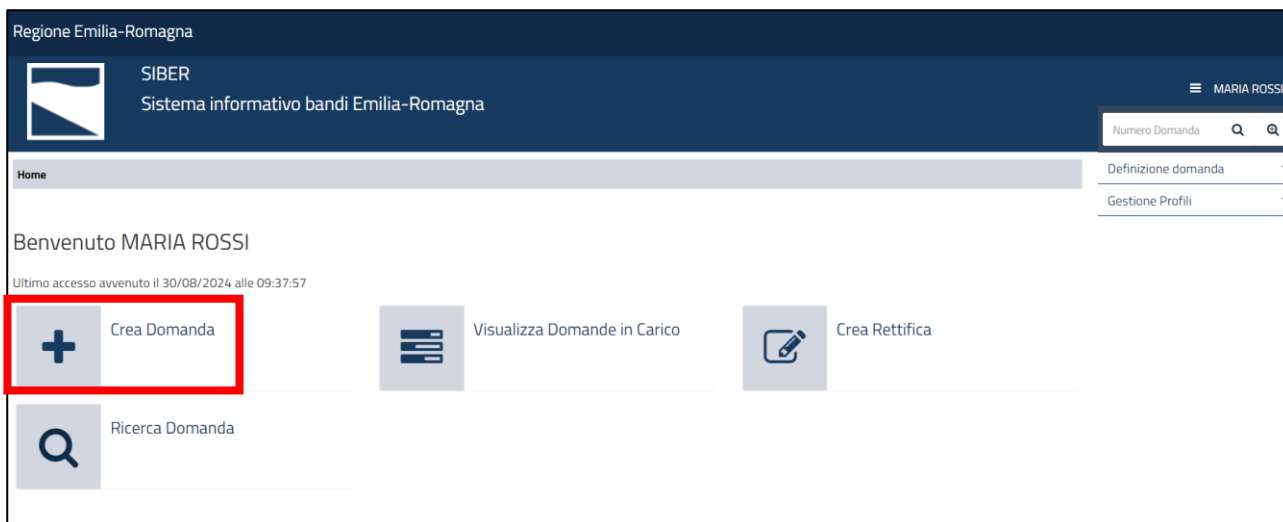 Regione Emilia-Romagna
SIBER
Sistema informativo bandi Emilia-Romagna
MARIA ROSSI
Numero Domanda
Home
Definizione domanda
Gestione Profili
Benvenuto MARIA ROSSI
Ultimo accesso avvenuto il 30/08/2024 alle 09:37:57
Crea Domanda
Visualizza Domande in Carico
Crea Rettifica
Ricerca Domanda